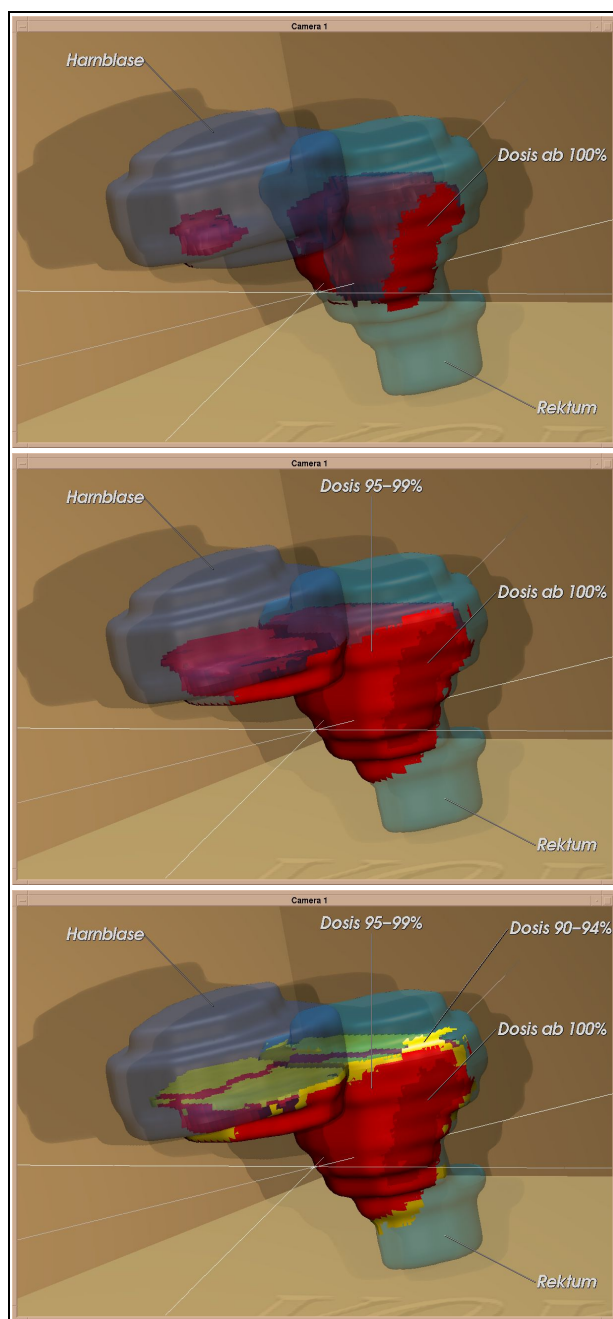 Camera 1
Harnblase
Dosis ab 100%
Rektum
Camera 1
Harnblase
Dosis 95–99%
Dosis ab 100%
Rektum
Camera 1
Harnblase
Dosis 95–99%
Dosis 90–94%
Dosis ab 100%
Rektum